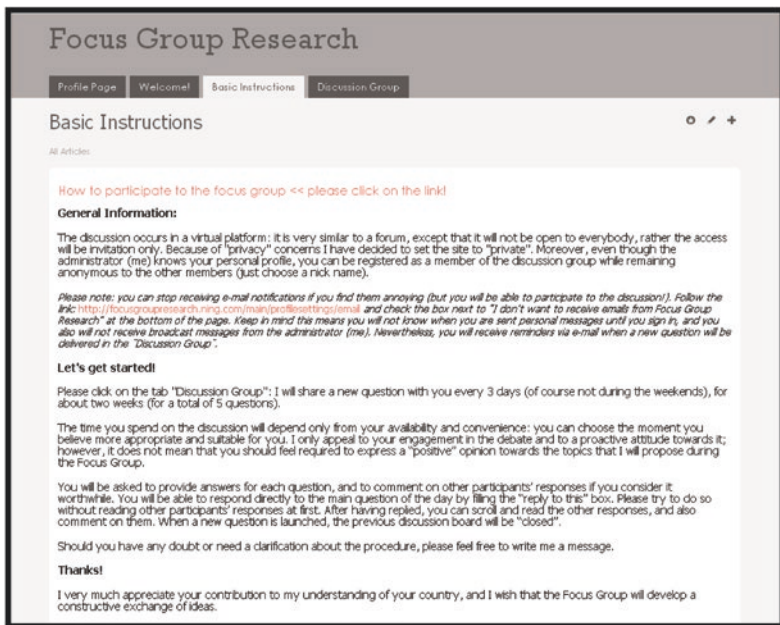 Focus Group Research
Profile Page Welcome! Basic Instructions Discussion Group
Basic Instructions
All Articles
How to participate to the focus group << please click on the link!
General Information:
The discussion occurs in a virtual platform: it is very similar to a forum, except that it will not be open to everybody, rather the access
will be invitation only. Because of "privacy" concerns I have decided to set the site to "private". Moreover, even though the
administrator (me) knows your personal profile, you can be registered as a member of the discussion group while remaining
anonymous to the other members (just choose a nick name).
Please note: you can stop receiving e-mail notifications if you find them annoying (but you will be able to participate to the discussion!). Follow the
link: http://focusgroupresearch.ning.com/main/profilesettings/email and check the box next to "I don't want to receive emails from Focus Group
Research" at the bottom of the page. Keep in mind this means you will not know when you are sent personal messages until you sign in, and you
also will not receive broadcast messages from the administrator (me). Nevertheless, you will receive reminders via e-mail when a new question will be
delivered in the "Discussion Group".
Let's get started!
Please click on the tab "Discussion Group": I will share a new question with you every 3 days (of course not during the weekends), for
about two weeks (for a total of 5 questions).
The time you spend on the discussion will depend only from your availability and convenience: you can choose the moment you
believe more appropriate and suitable for you. I only appeal to your engagement in the debate and to a proactive attitude towards it;
however, it does not mean that you should feel required to express a "positive" opinion towards the topics that I will propose during
the Focus Group.
You will be asked to provide answers for each question, and to comment on other participants' responses if you consider it
worthwhile. You will be able to respond directly to the main question of the day by filling the "reply to this" box. Please try to do so
without reading other participants' responses at first. After having replied, you can scroll and read the other responses, and also
comment on them. When a new question is launched, the previous discussion board will be "closed".
Should you have any doubt or need a clarification about the procedure, please feel free to write me a message.
Thanks!
I very much appreciate your contribution to my understanding of your country, and I wish that the Focus Group will develop a
constructive exchange of ideas.